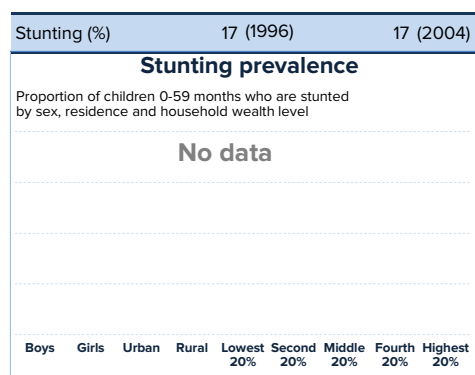 Stunting (%) 17 (1996) 17 (2004)
Stunting prevalence
Proportion of children 0-59 months who are stunted
by sex, residence and household wealth level
No data
Boys Girls Urban Rural Lowest Second Middle Fourth Highest
20% 20% 20% 20% 20%